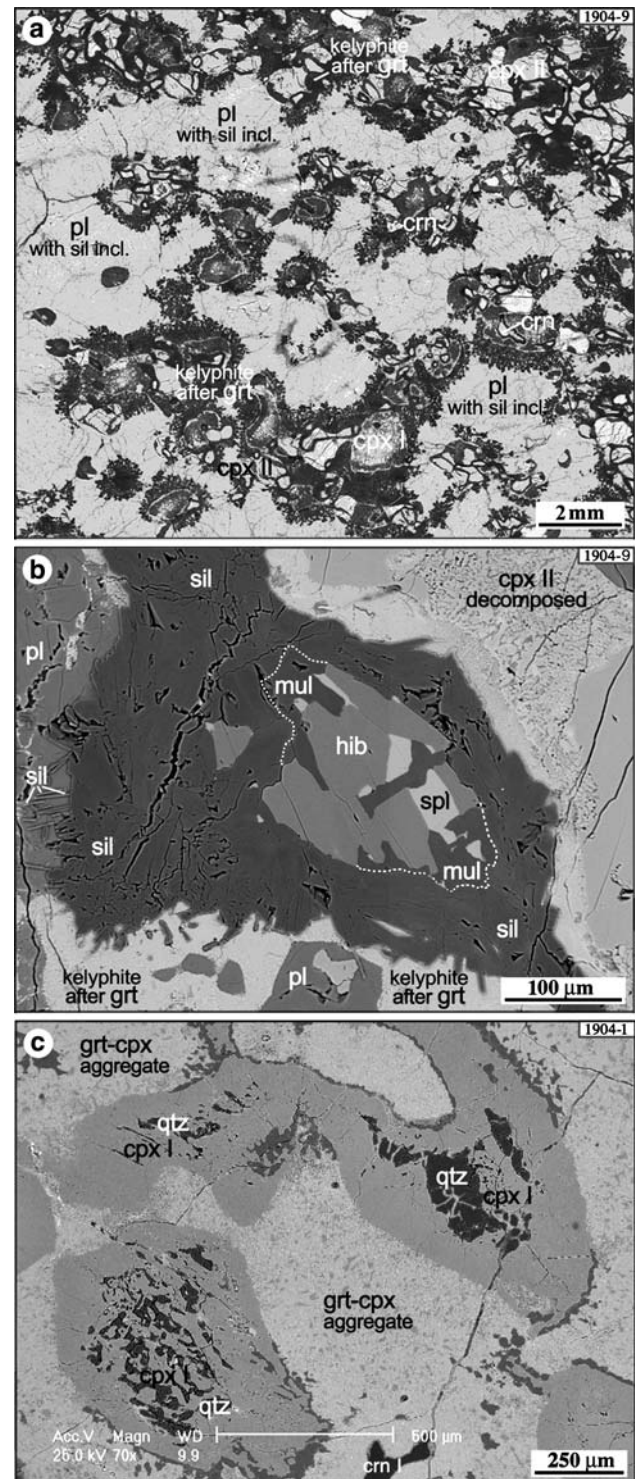 a
1904-9
kelyphite
after grt
cpx II
pl
with sil incl.
crn
pl
with sil incl.
crn
kelyphite
after grt
pl
with sil incl.
cpx I
cpx II
2 mm
b
1904-9
sil
cpx II
decomposed
pl
mul
hib
sil
spl
sil
mul
sil
kelyphite
after grt
pl
kelyphite
after grt
100 µm
c
1904-1
grt-cpx
aggregate
qtz
cpx I
qtz
cpx I
grt-cpx
aggregate
cpx I
qtz
Acc.V Magn WD
25.0 kV 70x 9.9
500 µm
crn I
250 µm